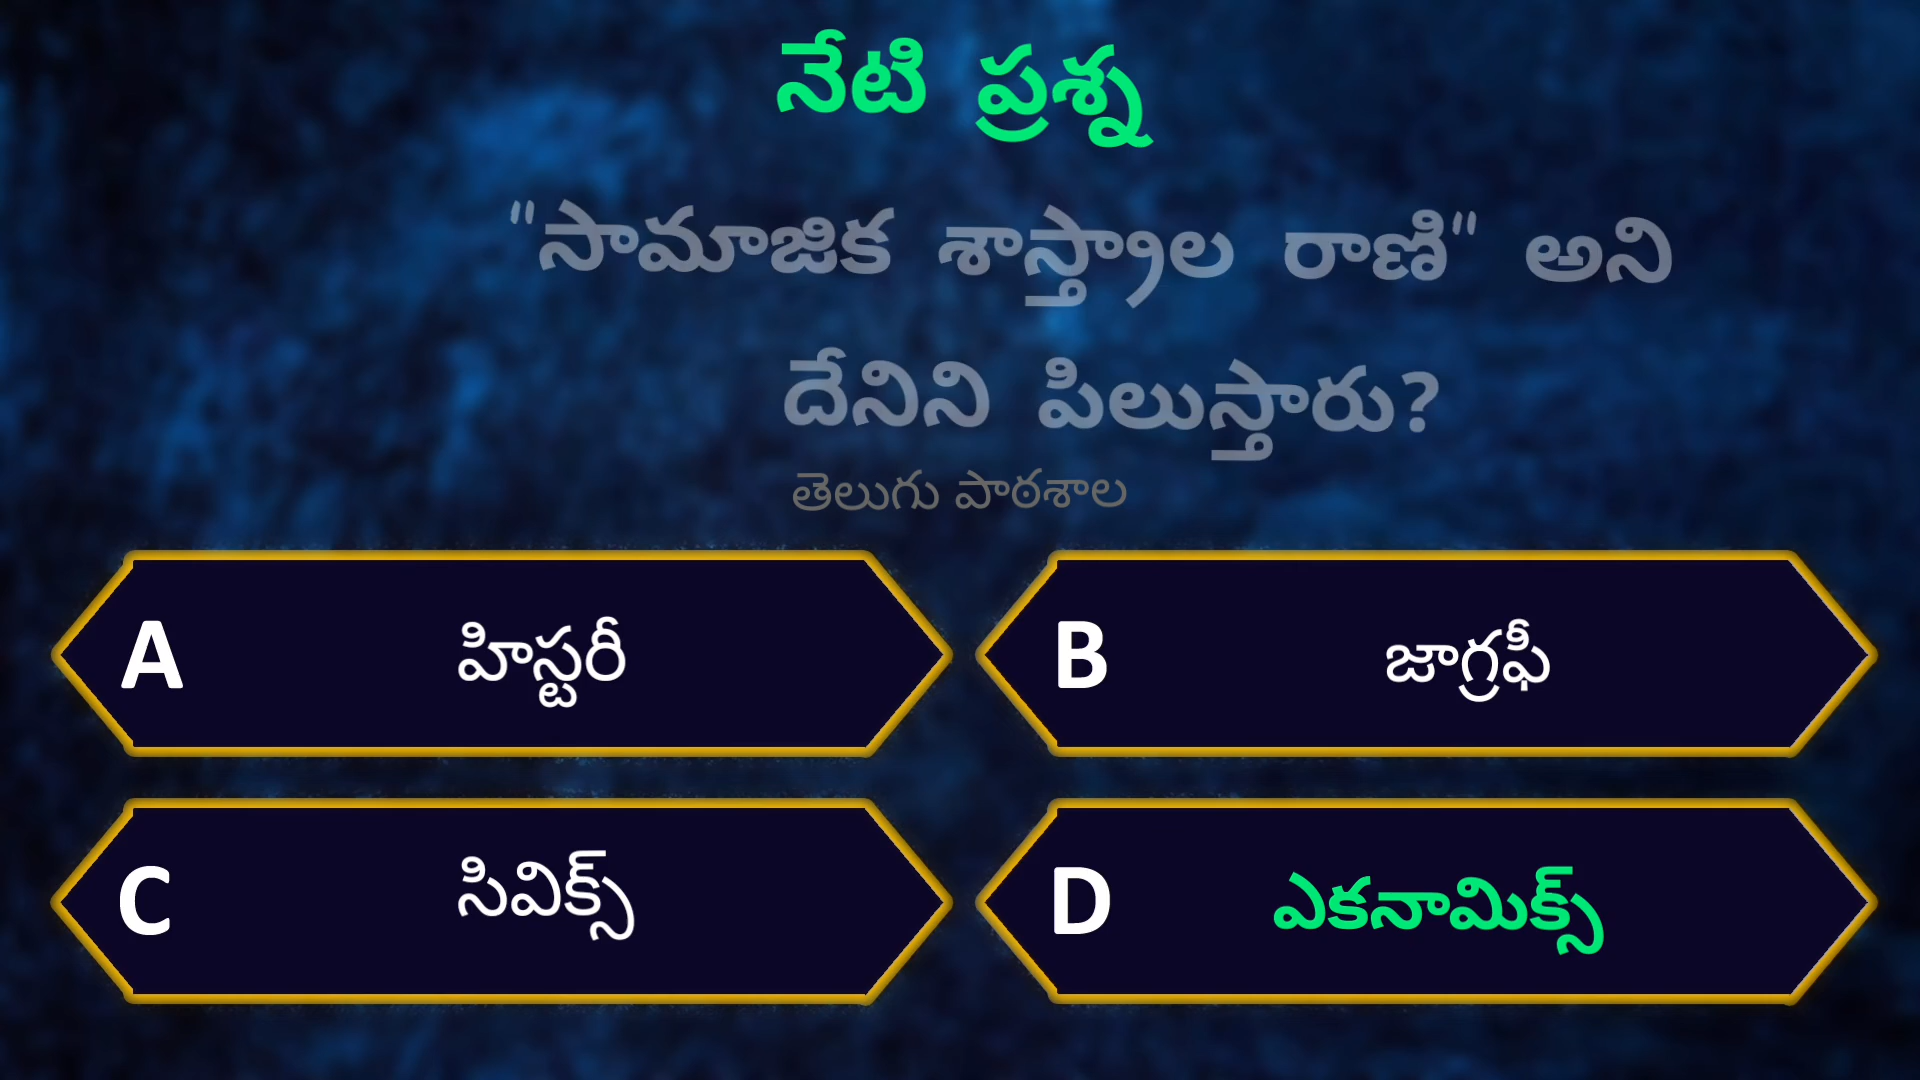 నేటి ప్రశ్న
"సామాజిక శాస్త్రాల రాణి" అని
దేనిని పిలుస్తారు?
తెలుగు పాఠశాల
A హిస్టరీ
B జాగ్రఫీ
C సివిక్స్
D ఎకనామిక్స్